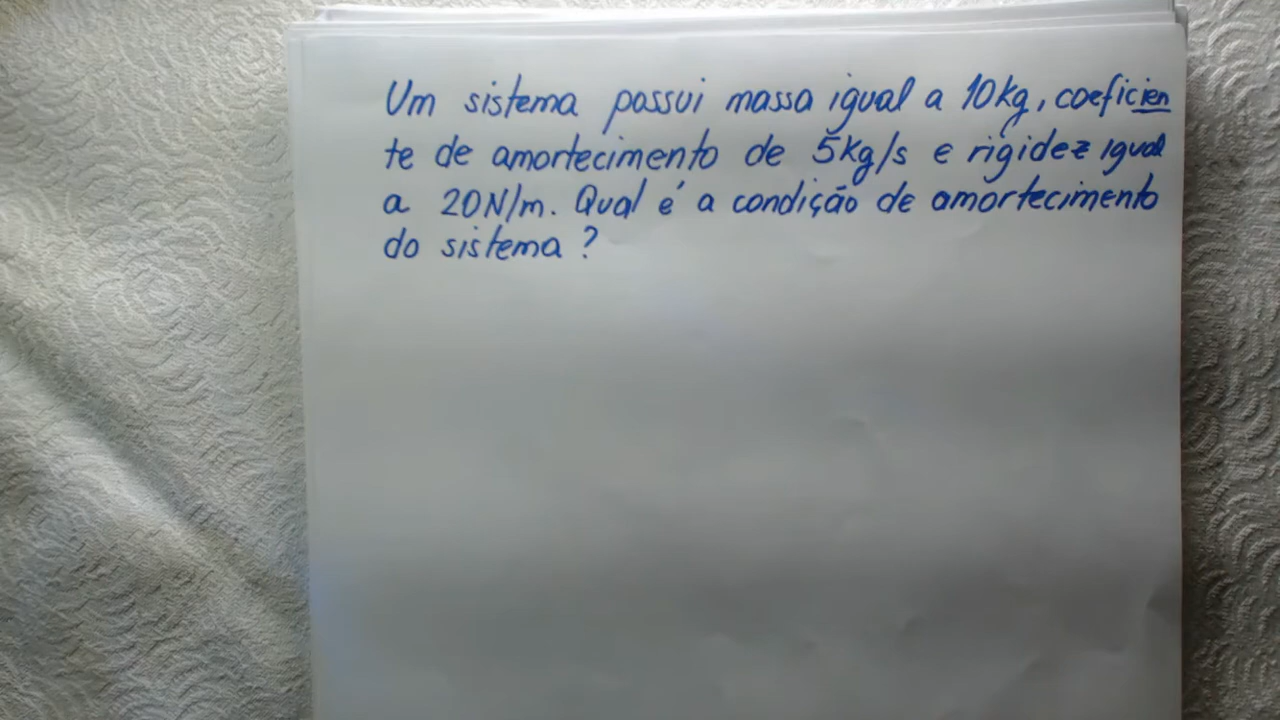 Um sistema possui massa igual a 10kg, coeficien
te de amortecimento de 5kg/s e rigidez igual
a 20N/m. Qual é a condição de amortecimento
do sistema?